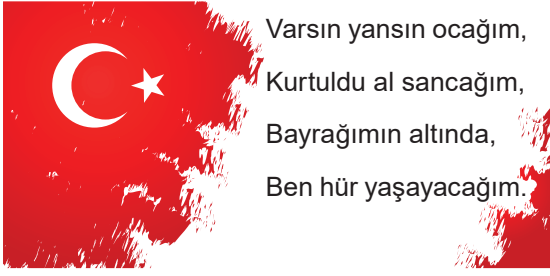 Varsın yansın ocağım,
Kurtuldu al sancağım,
Bayrağımın altında,
Ben hür yaşayacağım.